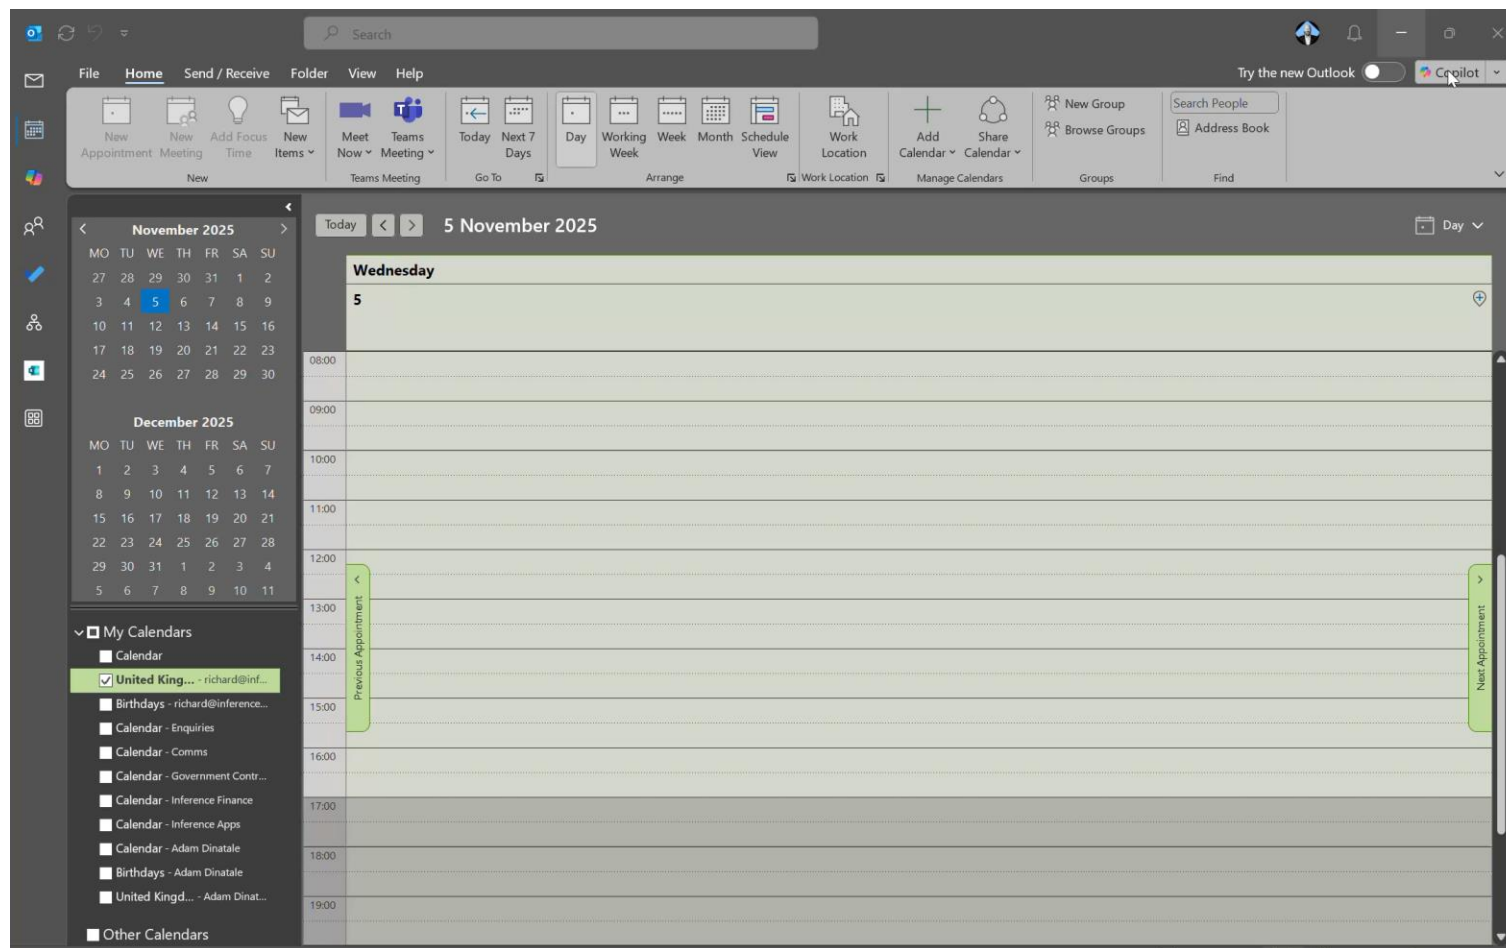 Search
File Home Send / Receive Folder View Help
Try the new Outlook
Copilot
New Appointment
New Meeting
Add Focus Time
New Items
New
Meet Now
Teams Meeting
Teams Meeting
Today
Next 7 Days
Go To
Day
Working Week
Week
Month
Schedule View
Arrange
Work Location
Work Location
Add Calendar
Share Calendar
Manage Calendars
New Group
Browse Groups
Groups
Search People
Address Book
Find
November 2025
MO TU WE TH FR SA SU
27 28 29 30 31 1 2
3 4 5 6 7 8 9
10 11 12 13 14 15 16
17 18 19 20 21 22 23
24 25 26 27 28 29 30
December 2025
MO TU WE TH FR SA SU
1 2 3 4 5 6 7
8 9 10 11 12 13 14
15 16 17 18 19 20 21
22 23 24 25 26 27 28
29 30 31 1 2 3 4
5 6 7 8 9 10 11
My Calendars
Calendar
United King... - richard@inf...
Birthdays - richard@inference...
Calendar - Enquiries
Calendar - Comms
Calendar - Government Contr...
Calendar - Inference Finance
Calendar - Inference Apps
Calendar - Adam Dinatale
Birthdays - Adam Dinatale
United Kingd... - Adam Dinat...
Other Calendars
Today
5 November 2025
Day
Wednesday
5
08:00
09:00
10:00
11:00
12:00
13:00
14:00
15:00
16:00
17:00
18:00
19:00
Previous Appointment
Next Appointment